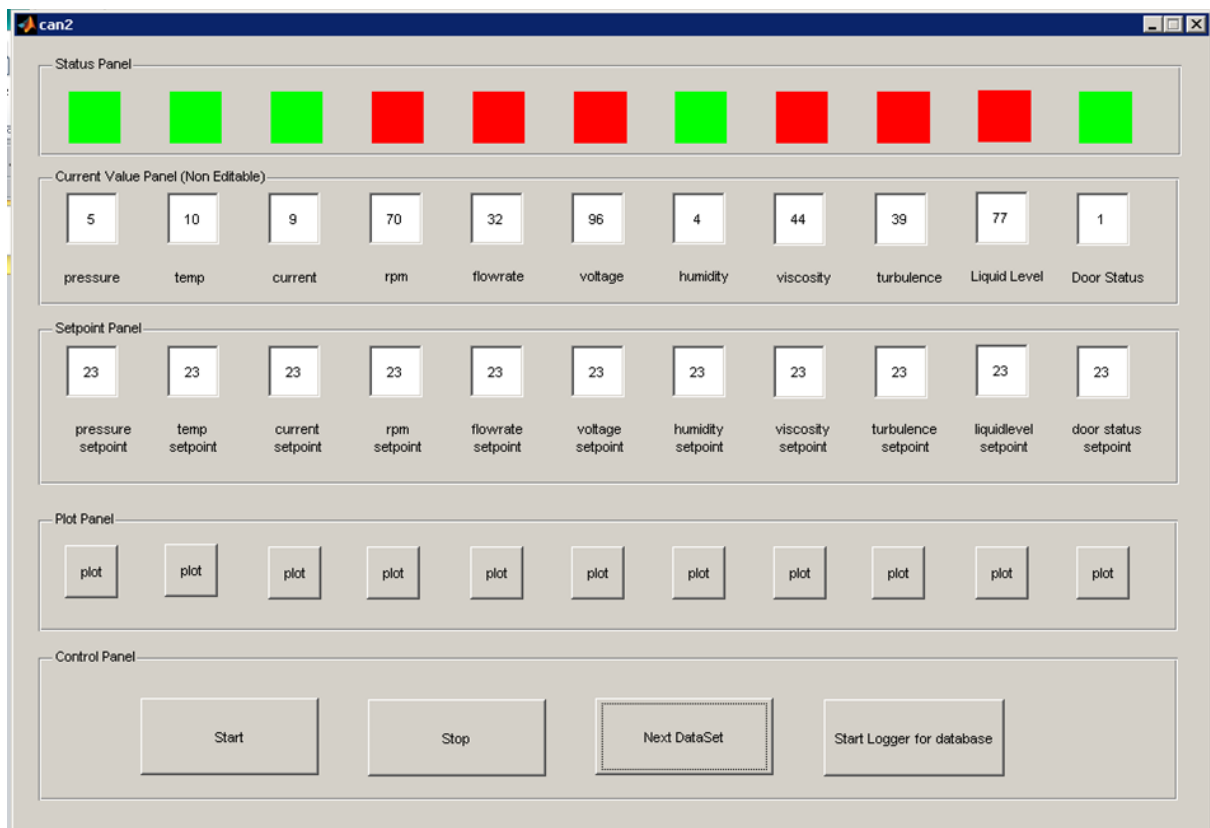 can2
Status Panel
Current Value Panel (Non Editable)
5 10 9 70 32 96 4 44 39 77 1
pressure temp current rpm flowrate voltage humidity viscosity turbulence Liquid Level Door Status
Setpoint Panel
23 23 23 23 23 23 23 23 23 23 23
pressure temp current rpm flowrate voltage humidity viscosity turbulence liquidlevel door status
setpoint setpoint setpoint setpoint setpoint setpoint setpoint setpoint setpoint setpoint setpoint
Plot Panel
plot plot plot plot plot plot plot plot plot plot plot
Control Panel
Start Stop Next DataSet Start Logger for database